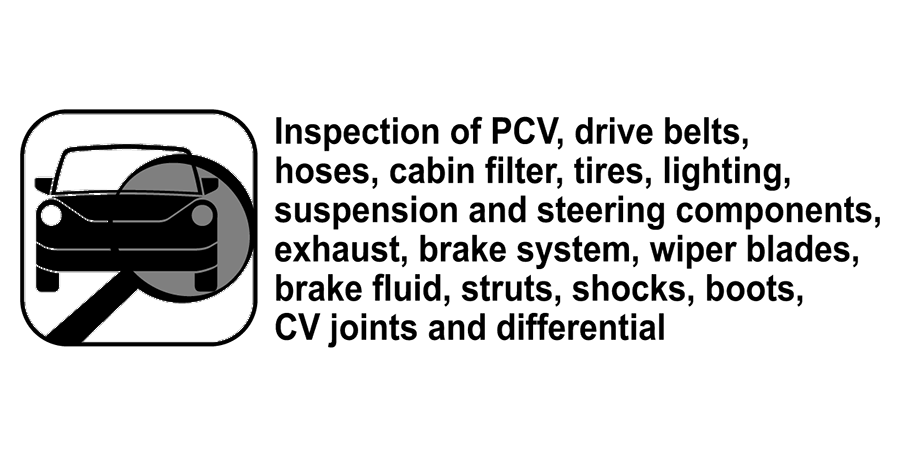 Inspection of PCV, drive belts,
hoses, cabin filter, tires, lighting,
suspension and steering components,
exhaust, brake system, wiper blades,
brake fluid, struts, shocks, boots,
CV joints and differential